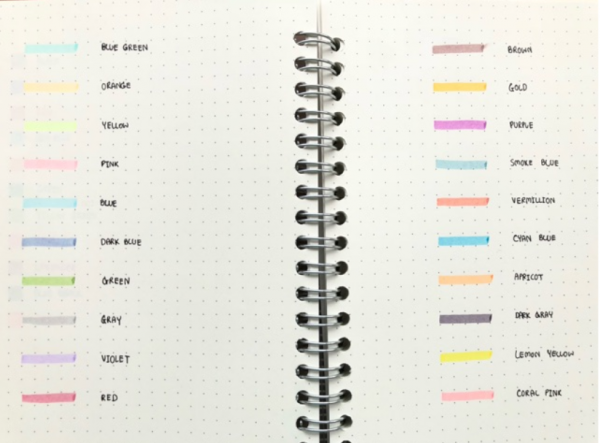 BLUE GREEN
ORANGE
YELLOW
PINK
BLUE
DARK BLUE
GREEN
GRAY
VIOLET
RED
BROWN
GOLD
PURPLE
SMOKE BLUE
VERMILLION
CYAN BLUE
APRICOT
DARK GRAY
LEMON YELLOW
CORAL PINK